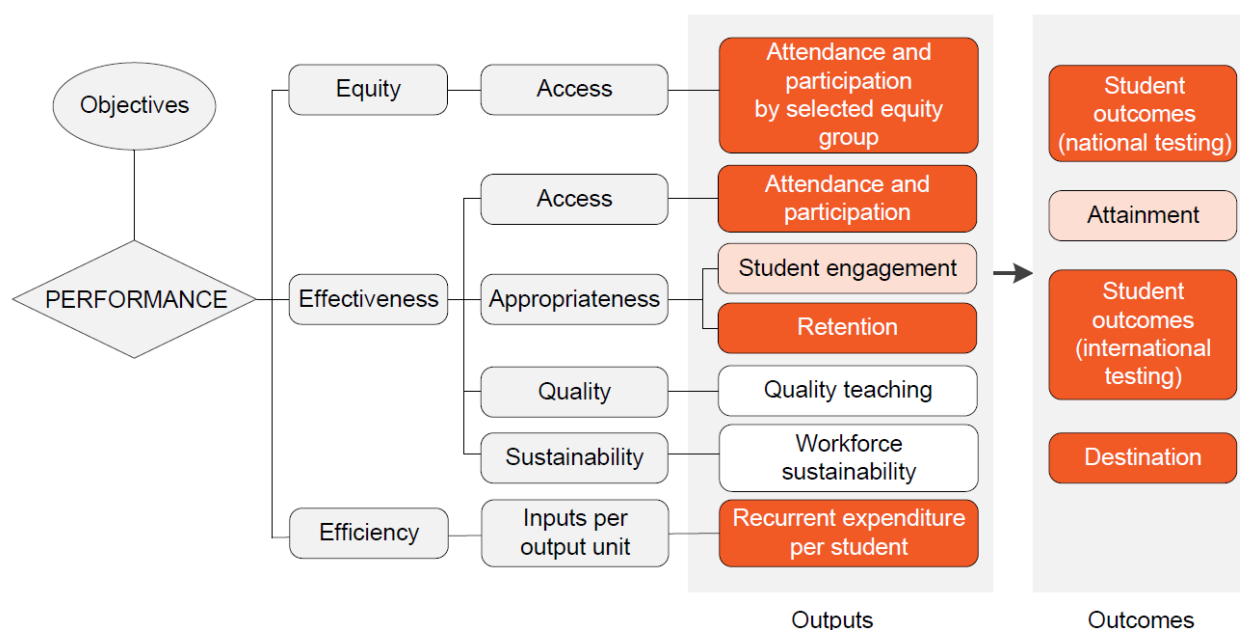 Objectives
PERFORMANCE
Equity
Access
Attendance and
participation
by selected equity
group
Effectiveness
Access
Attendance and
participation
Appropriateness
Student engagement
Retention
Quality
Quality teaching
Sustainability
Workforce
sustainability
Efficiency
Inputs per
output unit
Recurrent expenditure
per student
Outputs
Student
outcomes
(national testing)
Attainment
Student
outcomes
(international
testing)
Destination
Outcomes